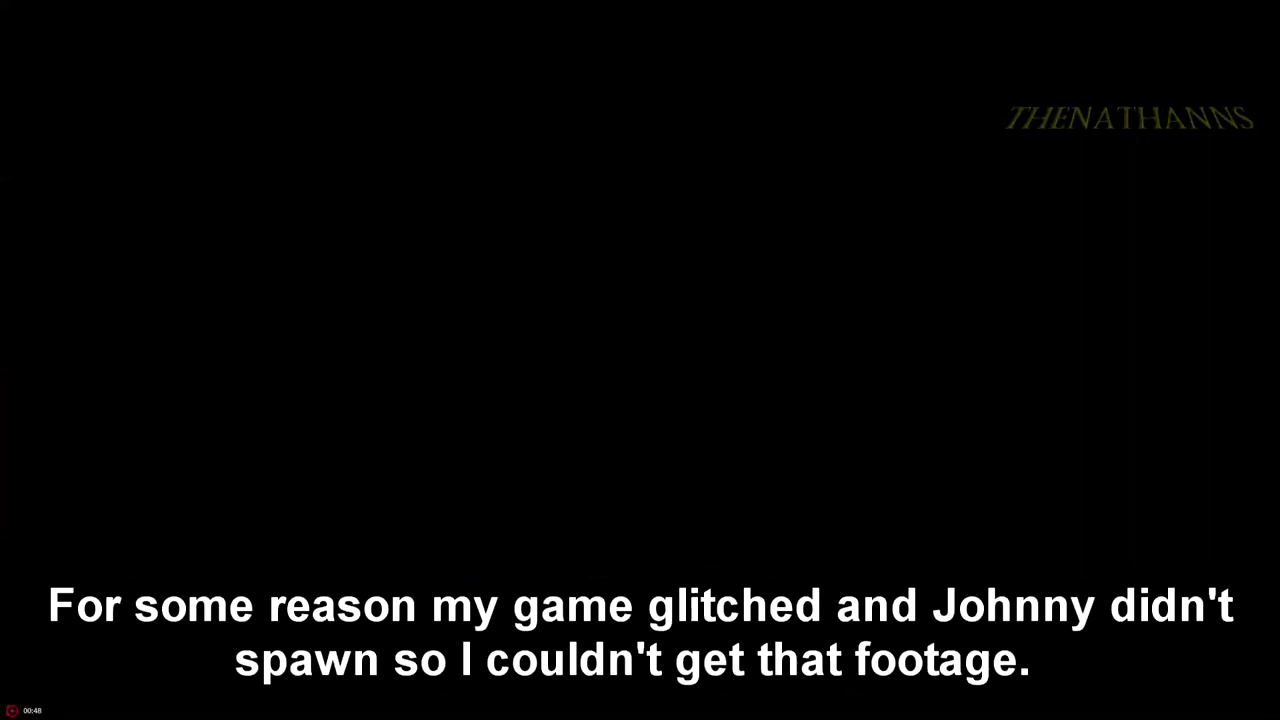 THENATHANNS
For some reason my game glitched and Johnny didn't
spawn so I couldn't get that footage.
00:48